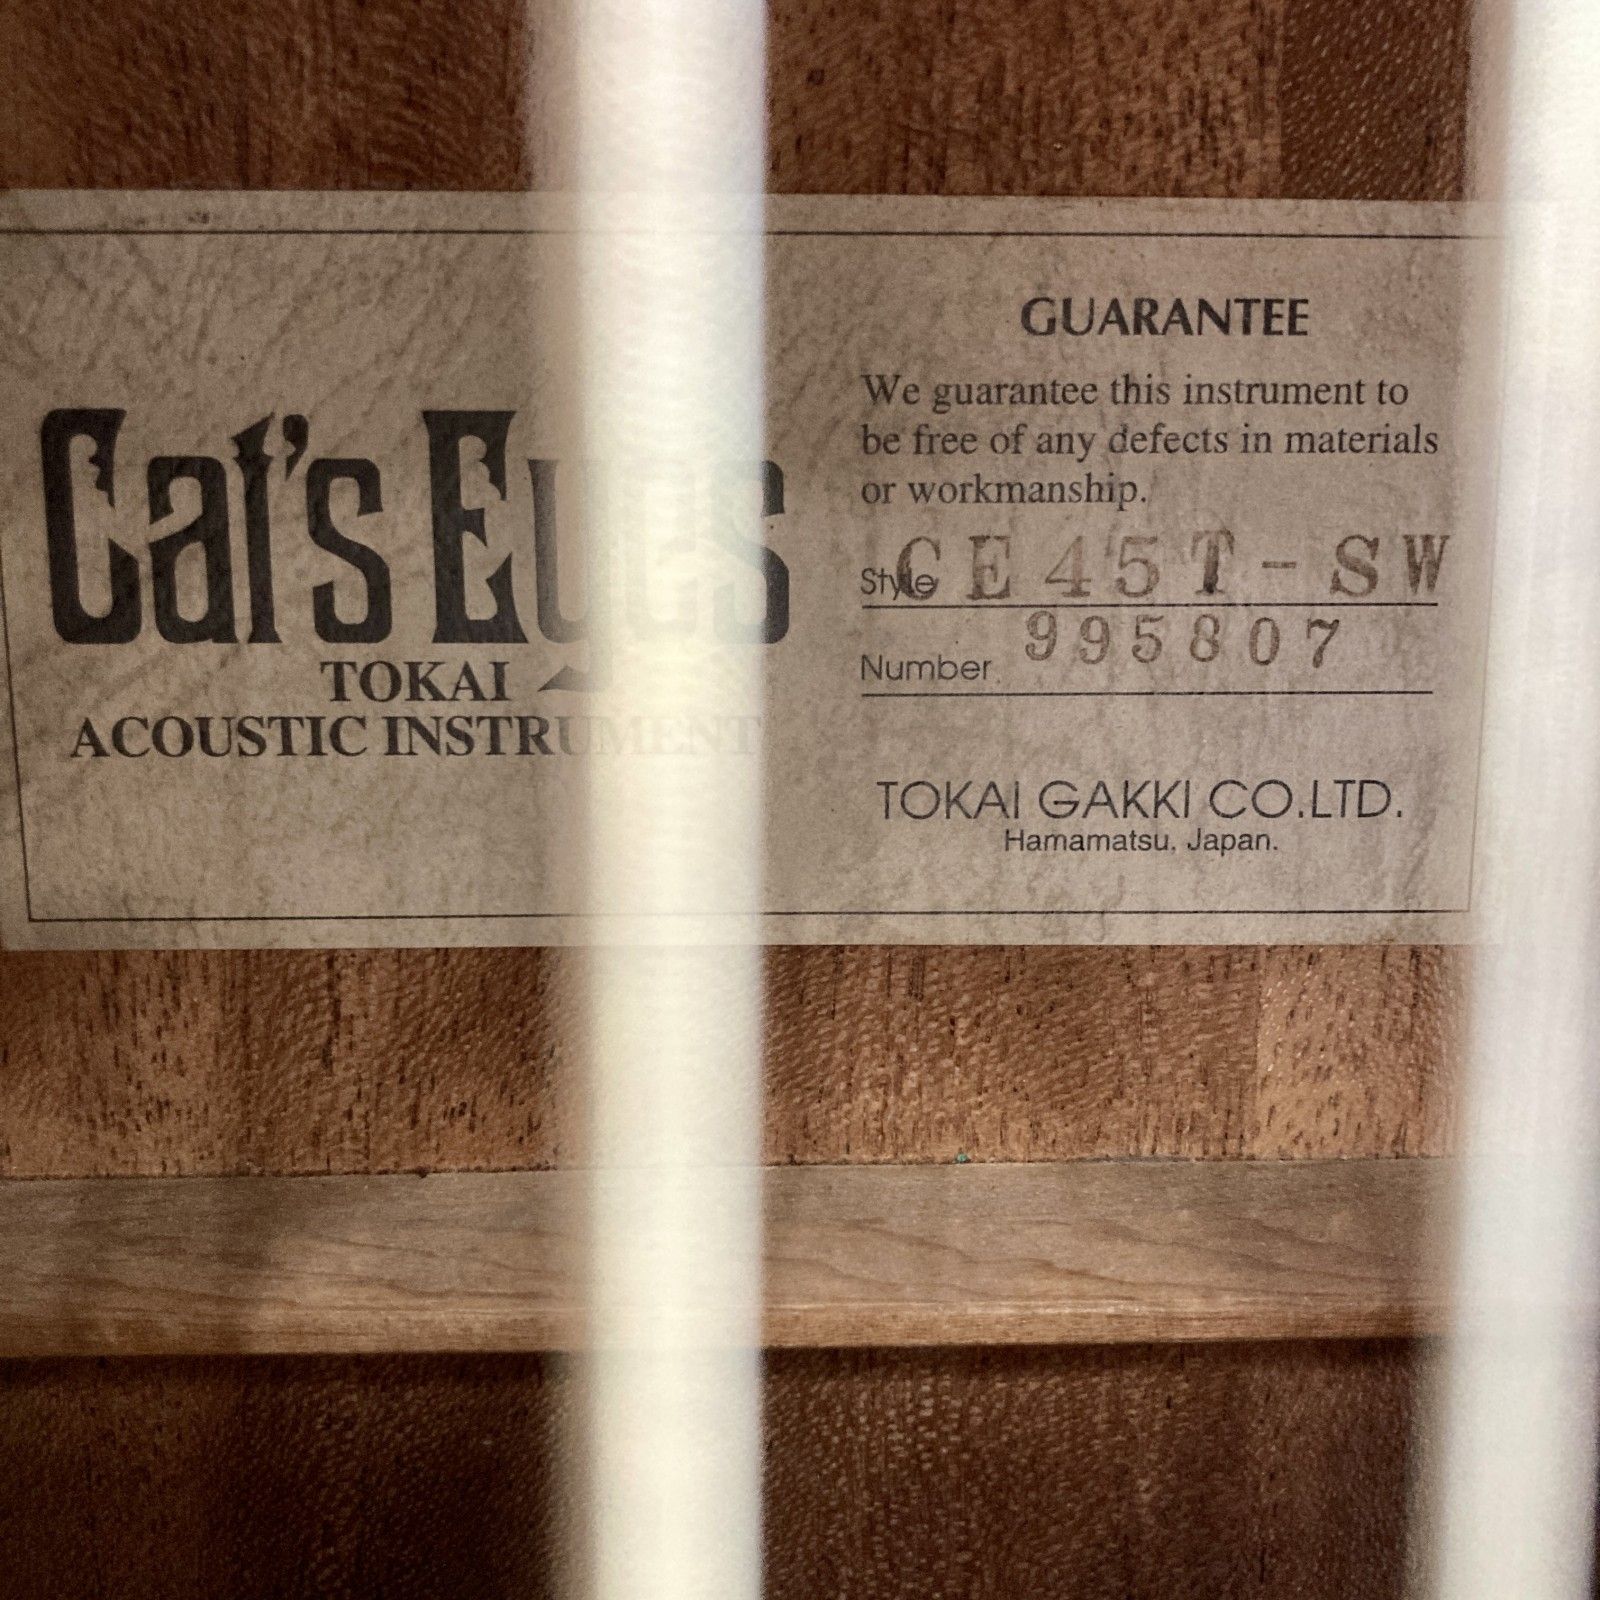 Cat's Eyes
TOKAI
ACOUSTIC INSTRUMENT
GUARANTEE
We guarantee this instrument to
be free of any defects in materials
or workmanship.
Style CE45T-SW
Number 995807
TOKAI GAKKI CO.LTD.
Hamamatsu, Japan.